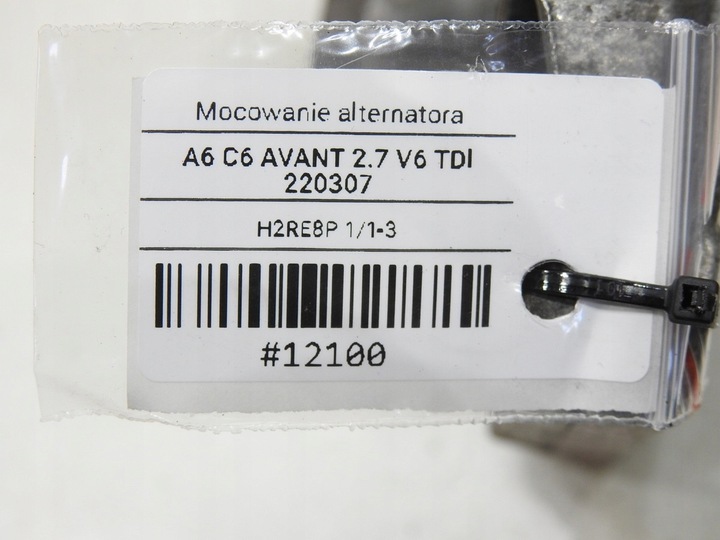 Mocowanie alternatora
A6 C6 AVANT 2.7 V6 TDI
220307
H2RE8P 1/1-3
#12100